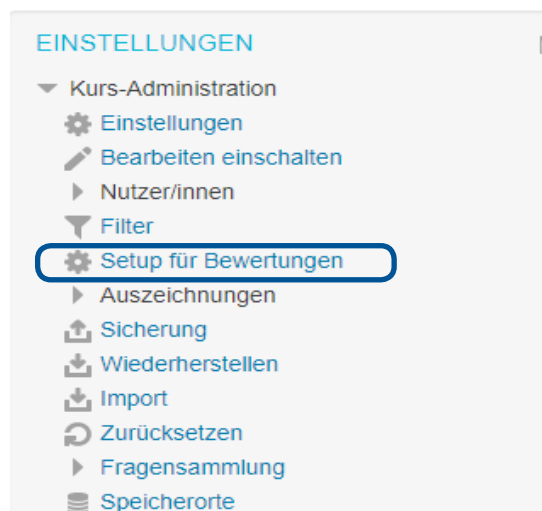 EINSTELLUNGEN
Kurs-Administration
Einstellungen
Bearbeiten einschalten
Nutzer/innen
Filter
Setup für Bewertungen
Auszeichnungen
Sicherung
Wiederherstellen
Import
Zurücksetzen
Fragensammlung
Speicherorte